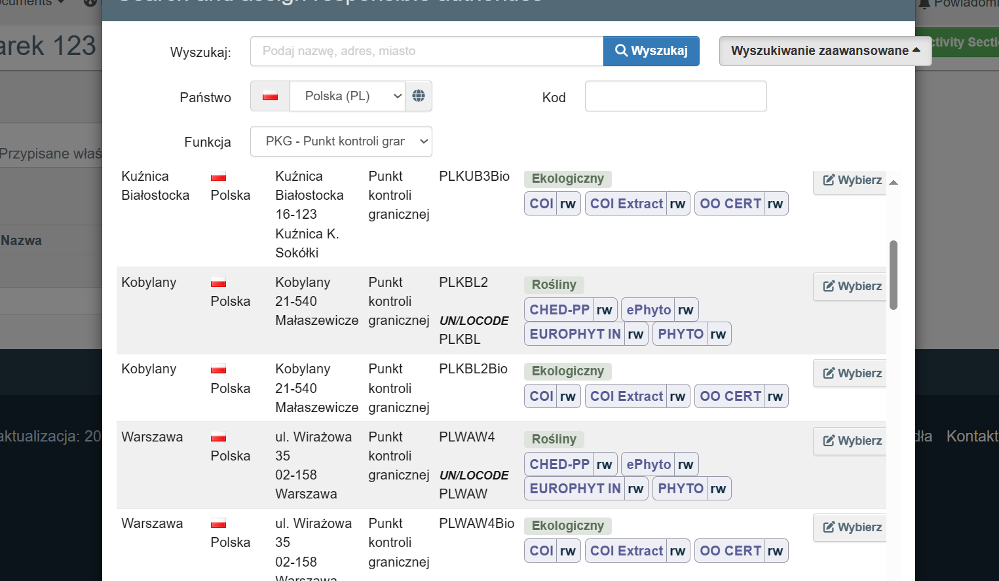 Wyszukaj:
Podaj nazwę, adres, miasto
Wyszukaj
Wyszukiwanie zaawansowane
arek 123
Państwo
Polska (PL)
Kod
Funkcja
PKG - Punkt kontroli grar
Przypisane właś
Nazwa
Kuźnica Białostocka
Polska
Kuźnica Białostocka
16-123
Kuźnica K. Sokółki
Punkt kontroli granicznej
PLKUB3Bio
Ekologiczny
COI rw COI Extract rw OO CERT rw
Wybierz
Kobylany
Polska
Kobylany
21-540
Małaszewicze
Punkt kontroli granicznej
PLKBL2
UN/LOCODE
PLKBL
Rośliny
CHED-PP rw ePhyto rw
EUROPHYT IN rw PHYTO rw
Wybierz
Kobylany
Polska
Kobylany
21-540
Małaszewicze
Punkt kontroli granicznej
PLKBL2Bio
Ekologiczny
COI rw COI Extract rw OO CERT rw
Wybierz
Warszawa
Polska
ul. Wirażowa 35
02-158
Warszawa
Punkt kontroli granicznej
PLWAW4
UN/LOCODE
PLWAW
Rośliny
CHED-PP rw ePhyto rw
EUROPHYT IN rw PHYTO rw
Wybierz
Warszawa
Polska
ul. Wirażowa 35
02-158
Warszawa
Punkt kontroli granicznej
PLWAW4Bio
Ekologiczny
COI rw COI Extract rw OO CERT rw
Wybierz
aktualizacja: 20
dła
Kontakt